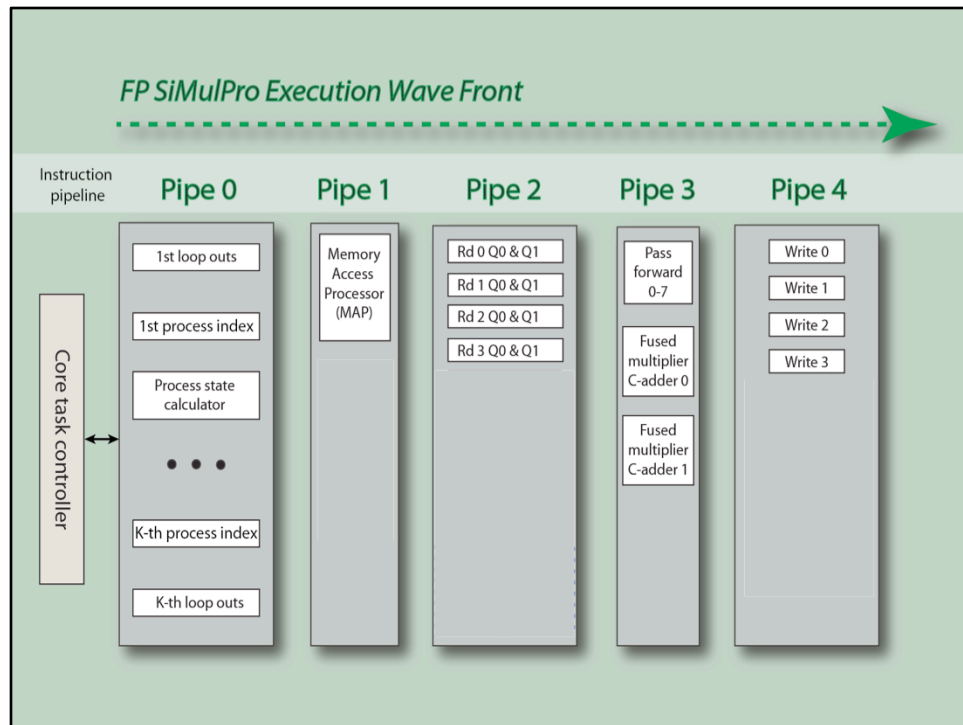 FP SiMulPro Execution Wave Front
Instruction
pipeline
Pipe 0
Pipe 1
Pipe 2
Pipe 3
Pipe 4
Core task controller
1st loop outs
1st process index
Process state
calculator
K-th process index
K-th loop outs
Memory
Access
Processor
(MAP)
Rd 0 Q0 & Q1
Rd 1 Q0 & Q1
Rd 2 Q0 & Q1
Rd 3 Q0 & Q1
Pass
forward
0-7
Fused
multiplier
C-adder 0
Fused
multiplier
C-adder 1
Write 0
Write 1
Write 2
Write 3